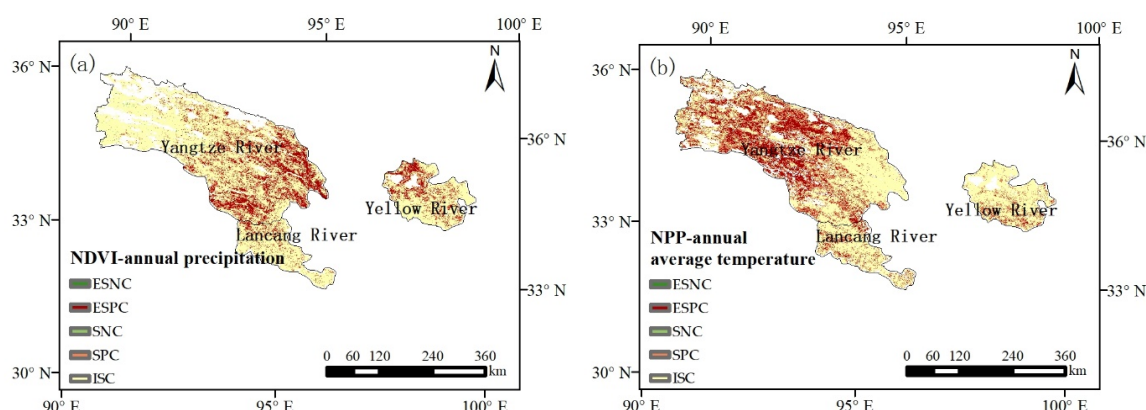 90° E 95° E 100° E
(a)
N
36° N
36° N
Yangtze River
33° N
Yellow River
Lancang River
NDVI-annual precipitation
ESNC
33° N
ESPC
SNC
SPC
0 60 120 240 360
km
ISC
30° N
90° E 95° E 100° E
90° E 95° E 100° E
(b)
N
36° N
36° N
Yangtze River
33° N
Yellow River
Lancang River
NPP-annual
average temperature
ESNC
33° N
ESPC
SNC
SPC
0 60 120 240 360
km
ISC
30° N
90° E 95° E 100° E